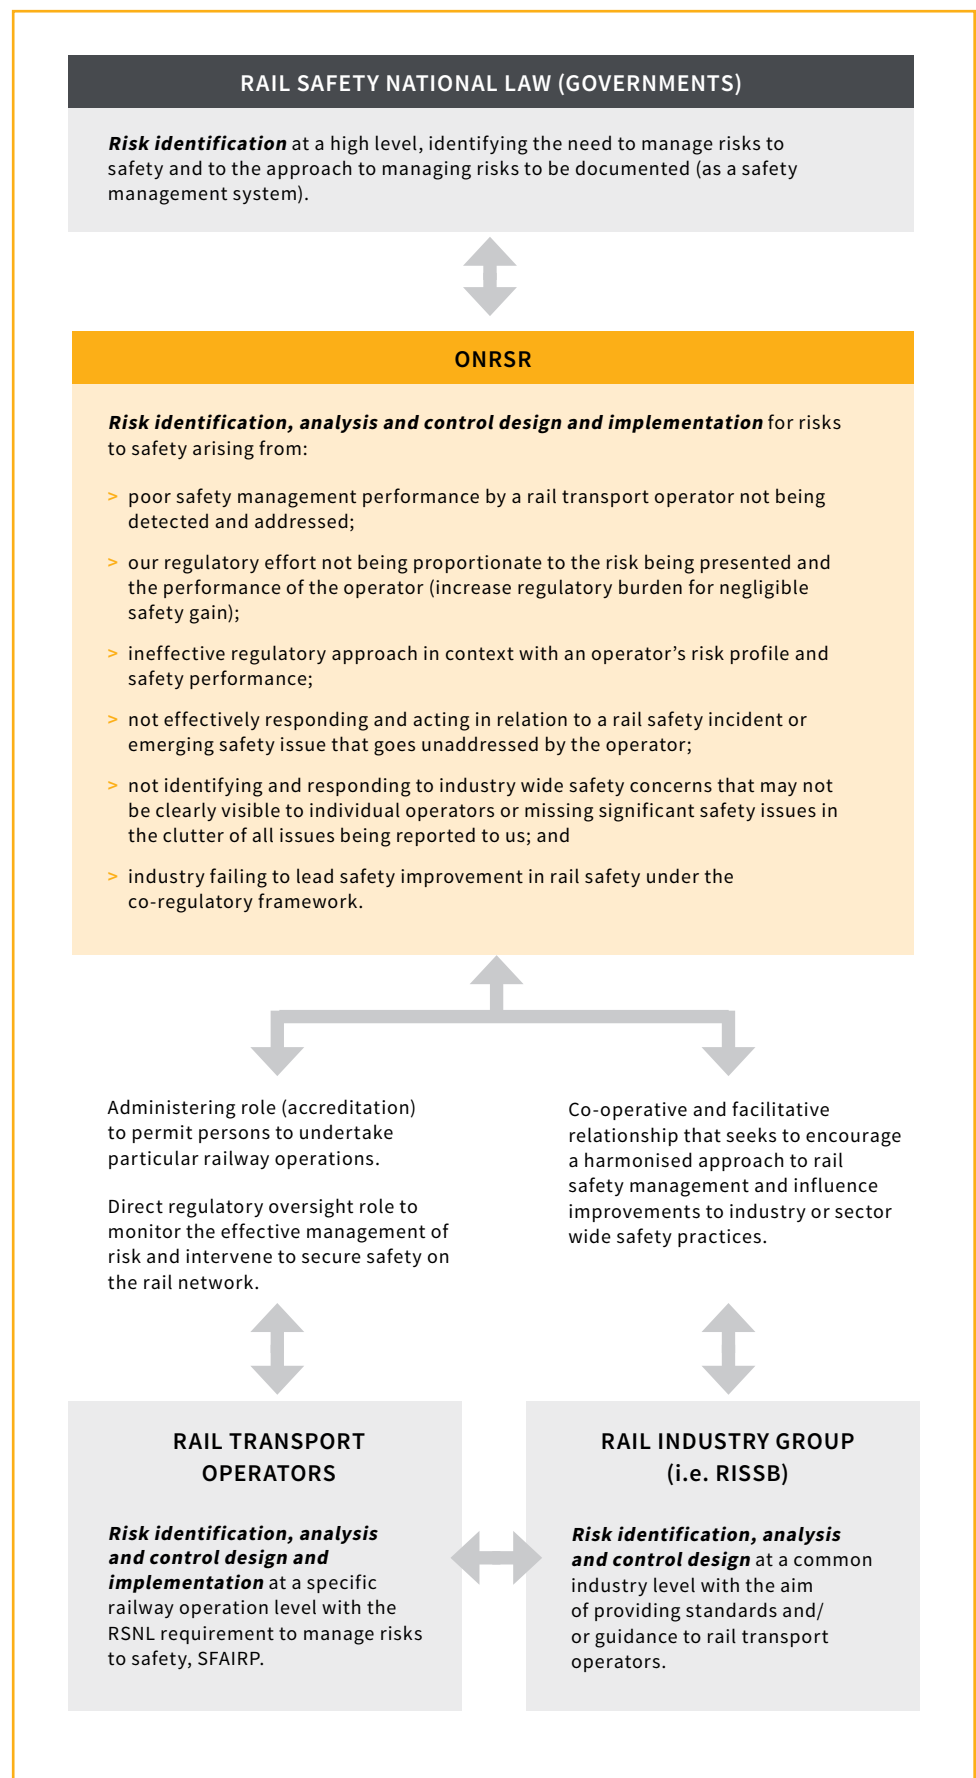 RAIL SAFETY NATIONAL LAW (GOVERNMENTS)
Risk identification at a high level, identifying the need to manage risks to
safety and to the approach to managing risks to be documented (as a safety
management system).
ONRSR
Risk identification, analysis and control design and implementation for risks
to safety arising from:
> poor safety management performance by a rail transport operator not being
detected and addressed;
> our regulatory effort not being proportionate to the risk being presented and
the performance of the operator (increase regulatory burden for negligible
safety gain);
> ineffective regulatory approach in context with an operator’s risk profile and
safety performance;
> not effectively responding and acting in relation to a rail safety incident or
emerging safety issue that goes unaddressed by the operator;
> not identifying and responding to industry wide safety concerns that may not
be clearly visible to individual operators or missing significant safety issues in
the clutter of all issues being reported to us; and
> industry failing to lead safety improvement in rail safety under the
co-regulatory framework.
Administering role (accreditation)
to permit persons to undertake
particular railway operations.
Direct regulatory oversight role to
monitor the effective management of
risk and intervene to secure safety on
the rail network.
Co-operative and facilitative
relationship that seeks to encourage
a harmonised approach to rail
safety management and influence
improvements to industry or sector
wide safety practices.
RAIL TRANSPORT
OPERATORS
Risk identification, analysis
and control design and
implementation at a specific
railway operation level with the
RSNL requirement to manage risks
to safety, SFAIRP.
RAIL INDUSTRY GROUP
(i.e. RISSB)
Risk identification, analysis
and control design at a common
industry level with the aim
of providing standards and/
or guidance to rail transport
operators.